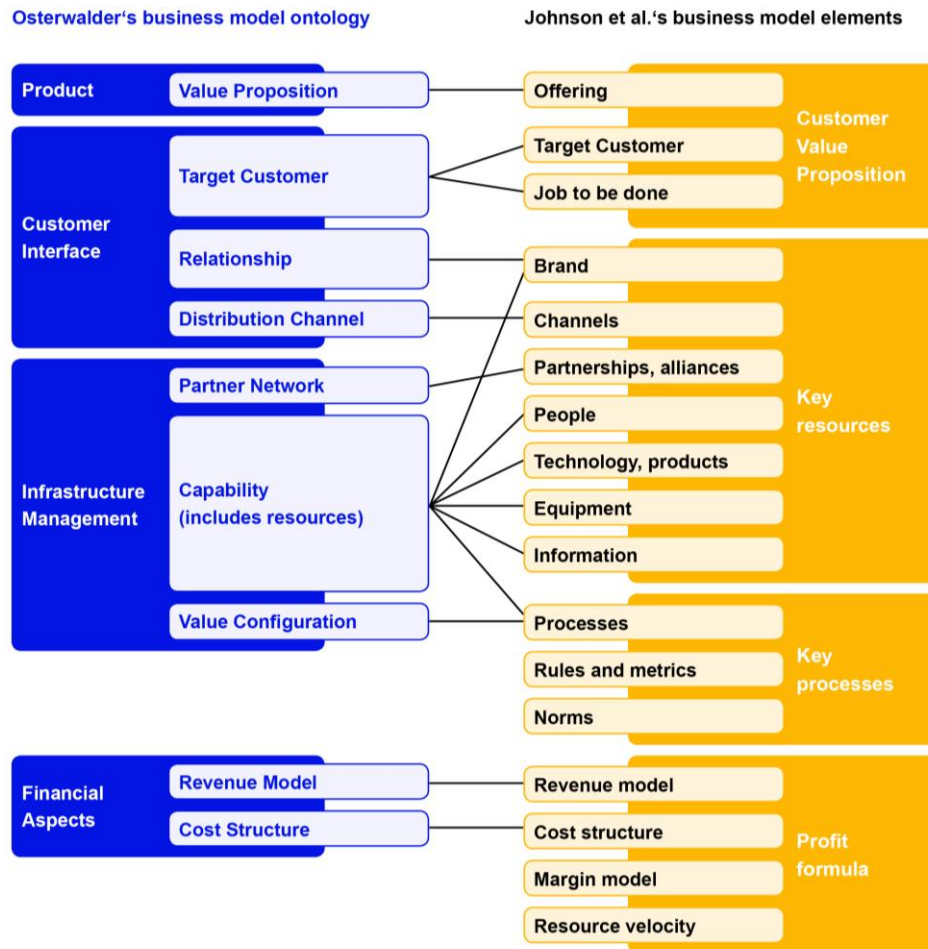 Osterwalder‘s business model ontology
Johnson et al.‘s business model elements
Product
Value Proposition
Customer
Interface
Target Customer
Relationship
Distribution Channel
Infrastructure
Management
Partner Network
Capability
(includes resources)
Value Configuration
Financial
Aspects
Revenue Model
Cost Structure
Offering
Target Customer
Job to be done
Customer
Value
Proposition
Brand
Channels
Partnerships, alliances
People
Technology, products
Equipment
Information
Key
resources
Processes
Rules and metrics
Norms
Key
processes
Revenue model
Cost structure
Margin model
Resource velocity
Profit
formula